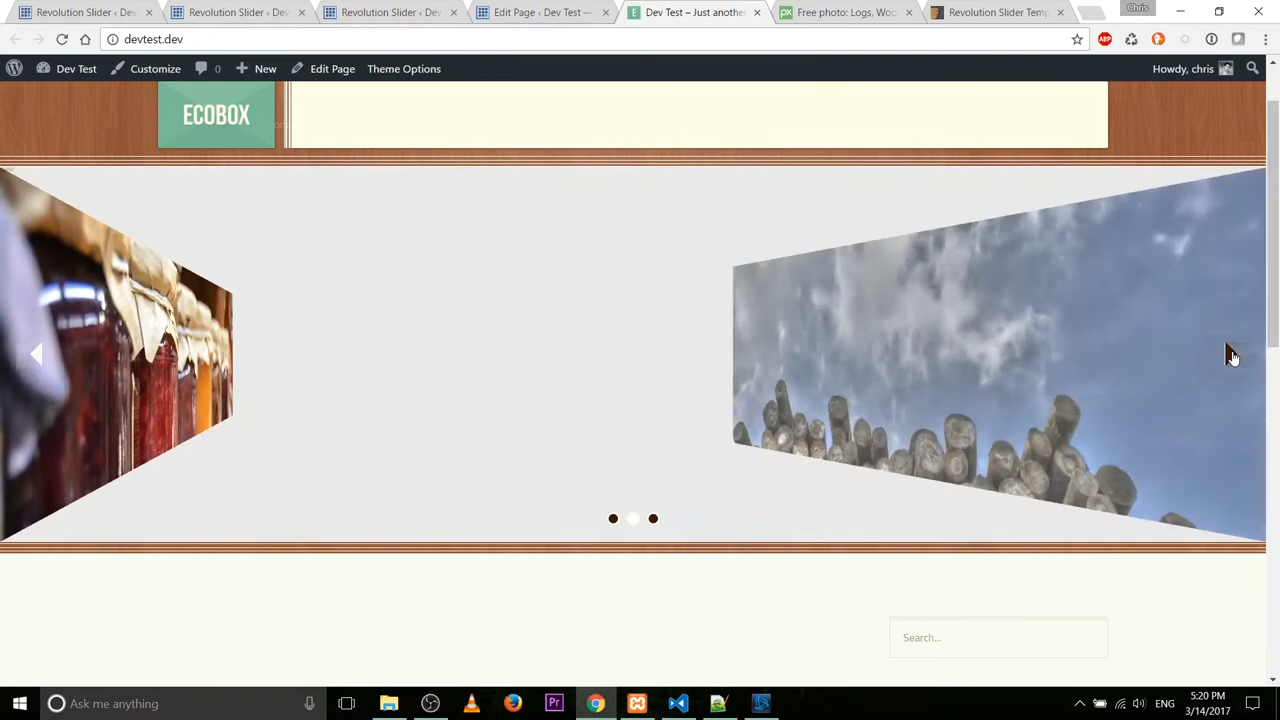 Revolution Slider ‹ Dev
Revolution Slider ‹ Dev
Revolution Slider ‹ Dev
Edit Page ‹ Dev Test —
Dev Test – Just another
Free photo: Logs, Woo
Revolution Slider Temp
Chris
devtest.dev
ABP
Dev Test
Customize
0
New
Edit Page
Theme Options
Howdy, chris
ECOBOX
Search...
Ask me anything
ENG
5:20 PM
3/14/2017